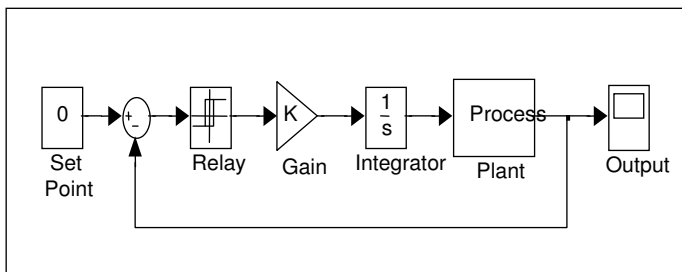 0
+
−
K
1
s
Process
Set
Point
Relay
Gain
Integrator
Plant
Output